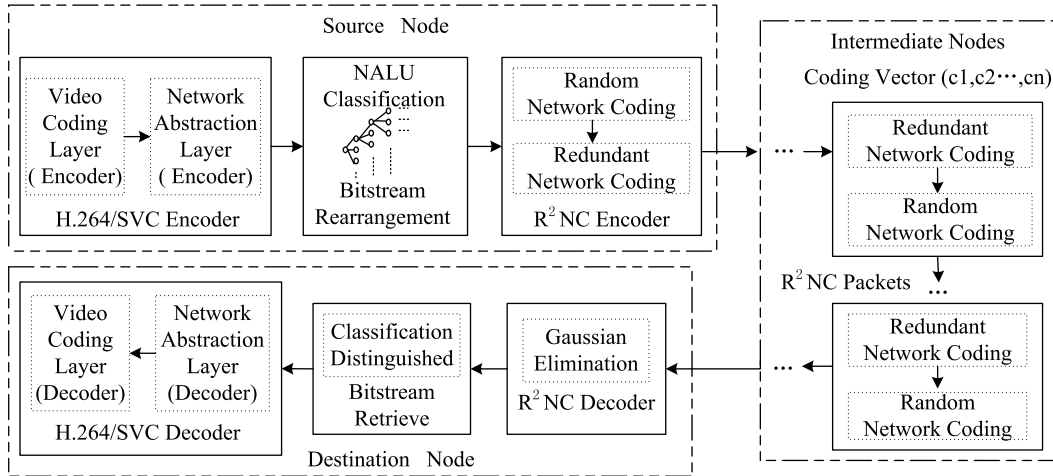 Source Node
Video
Coding
Layer
( Encoder)
Network
Abstraction
Layer
( Encoder)
H.264/SVC Encoder
NALU
Classification
...
...
...
Bitstream
Rearrangement
Random
Network Coding
Redundant
Network Coding
R² NC Encoder
Intermediate Nodes
Coding Vector (c1,c2···,cn)
...
Redundant
Network Coding
Random
Network Coding
R² NC Packets
...
Redundant
Network Coding
Random
Network Coding
...
Gaussian
Elimination
R² NC Decoder
Classification
Distinguished
Bitstream
Retrieve
Network
Abstraction
Layer
(Decoder)
Video
Coding
Layer
(Decoder)
H.264/SVC Decoder
Destination Node